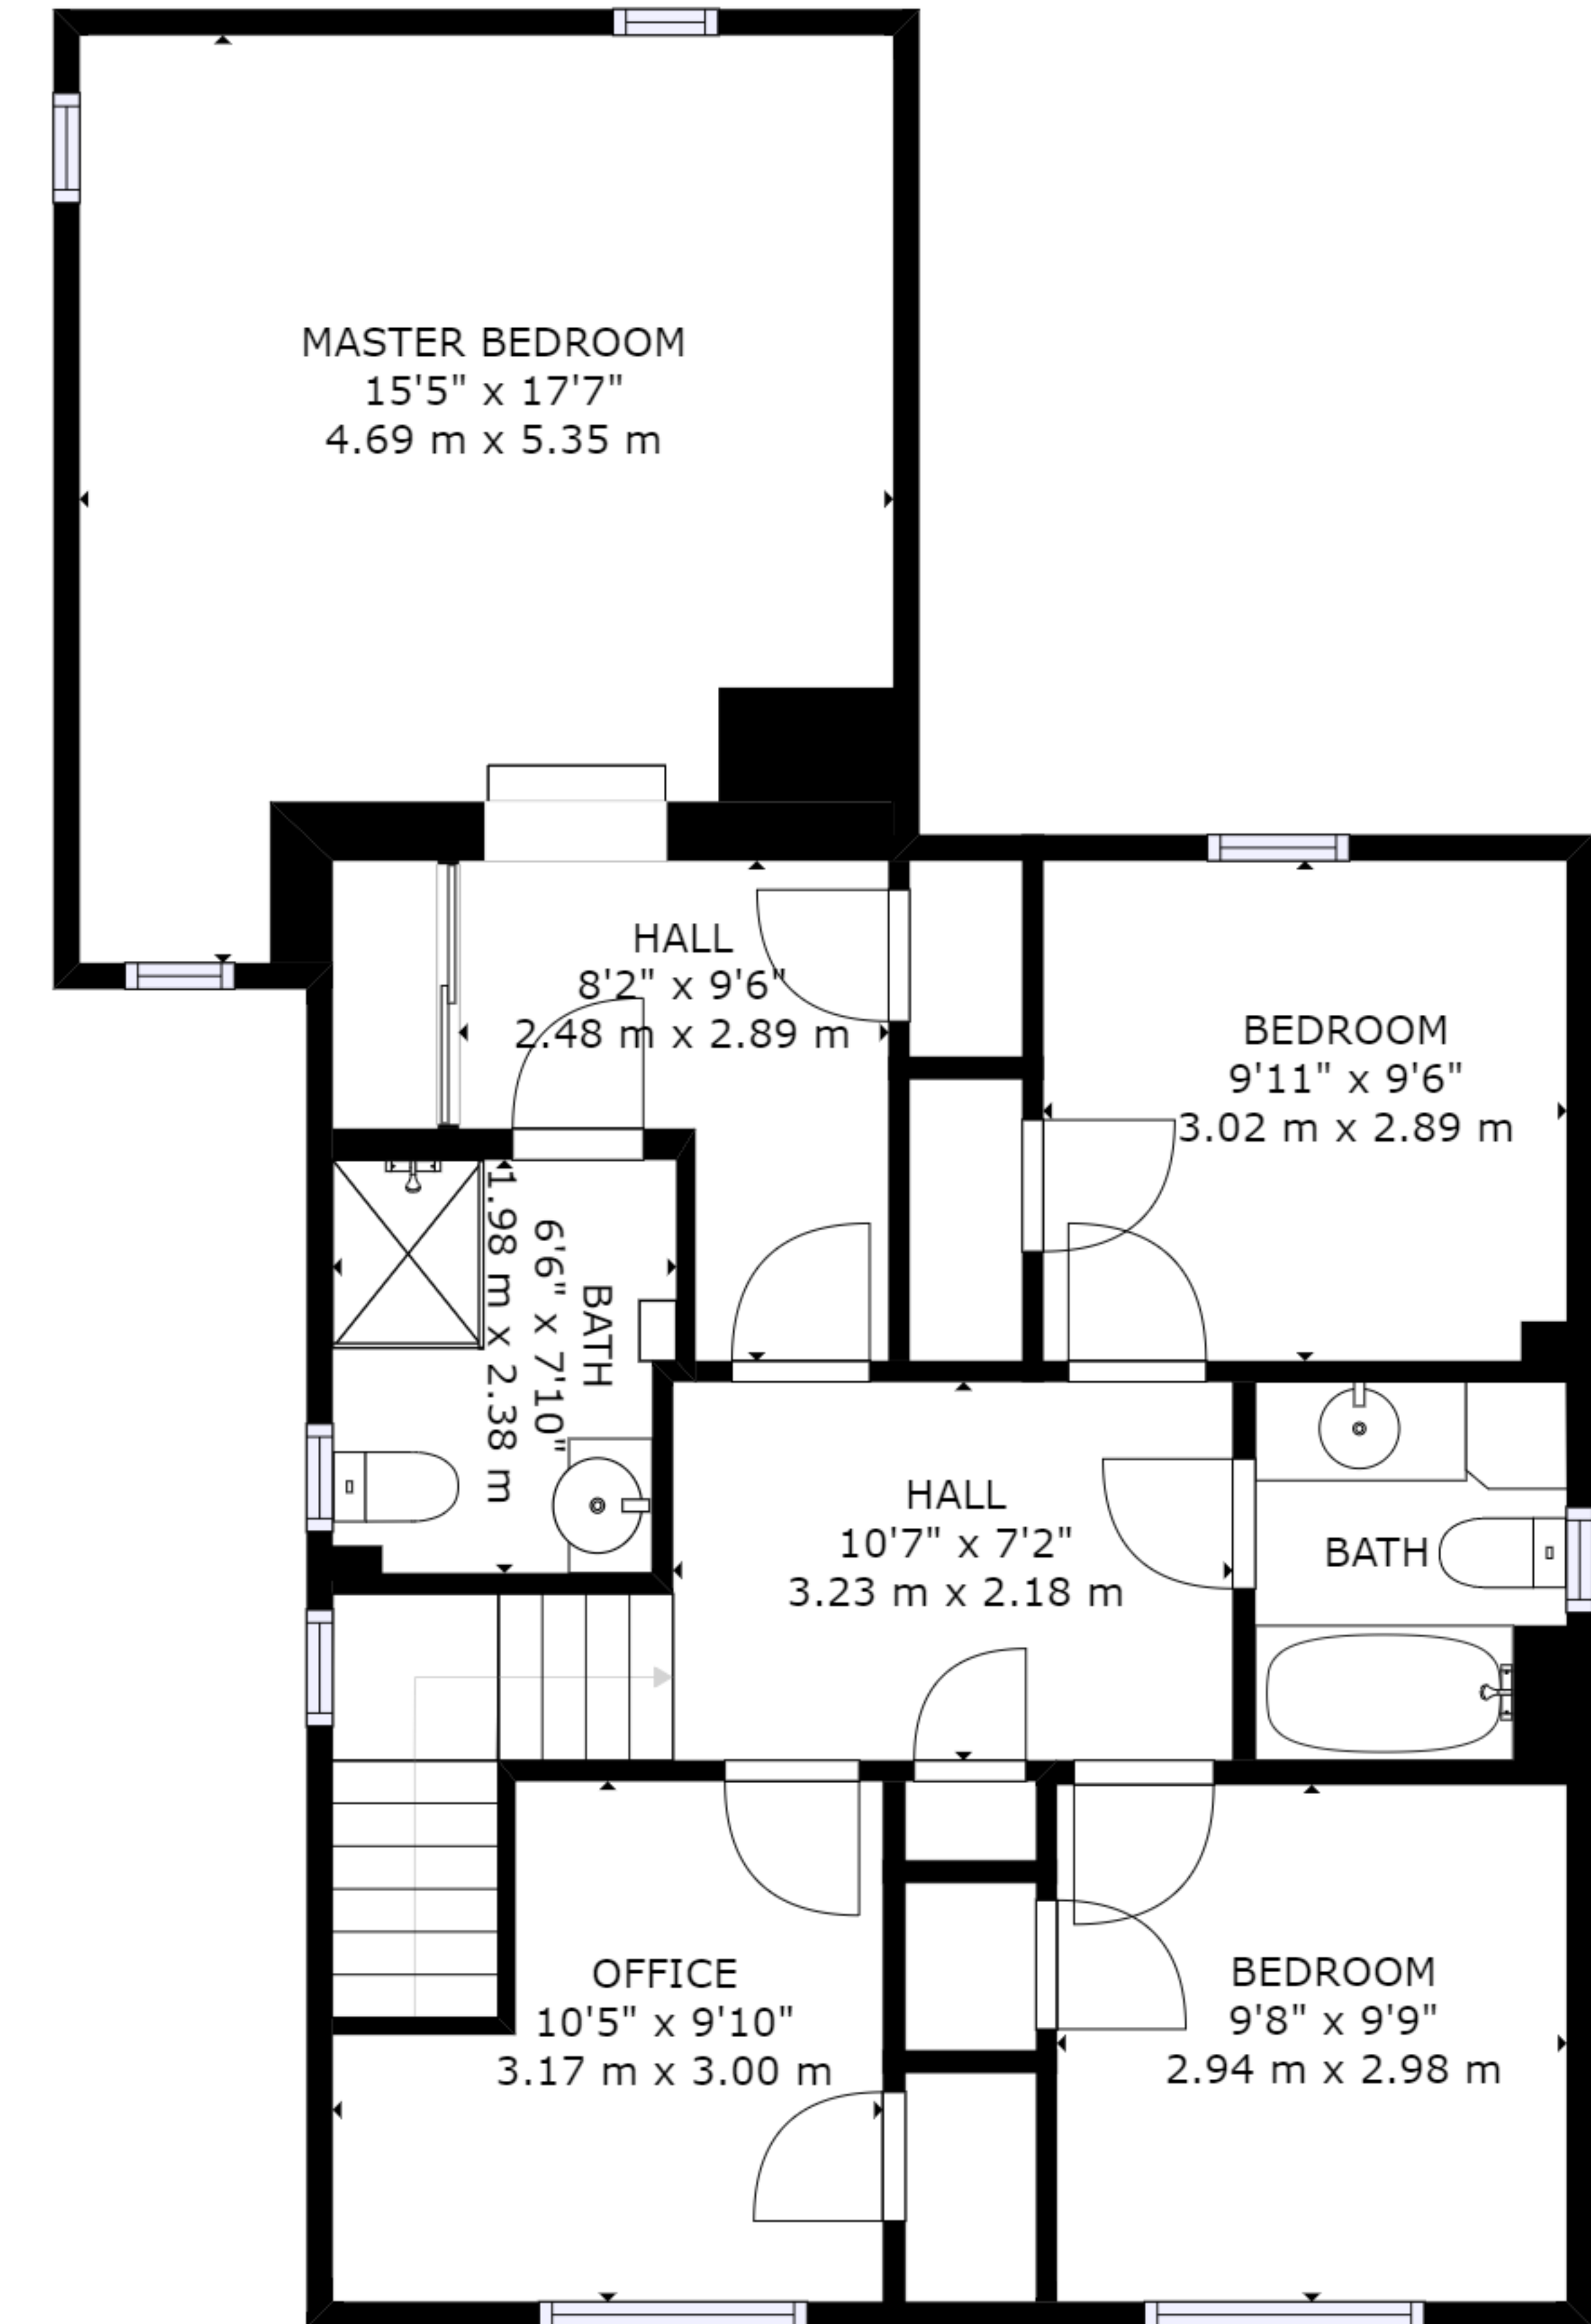 MASTER BEDROOM
15'5" x 17'7"
4.69 m x 5.35 m
HALL
8'2" x 9'6"
2.48 m x 2.89 m
BEDROOM
9'11" x 9'6"
3.02 m x 2.89 m
BATH
6'6" x 7'10"
1.98 m x 2.38 m
HALL
10'7" x 7'2"
3.23 m x 2.18 m
BATH
OFFICE
10'5" x 9'10"
3.17 m x 3.00 m
BEDROOM
9'8" x 9'9"
2.94 m x 2.98 m